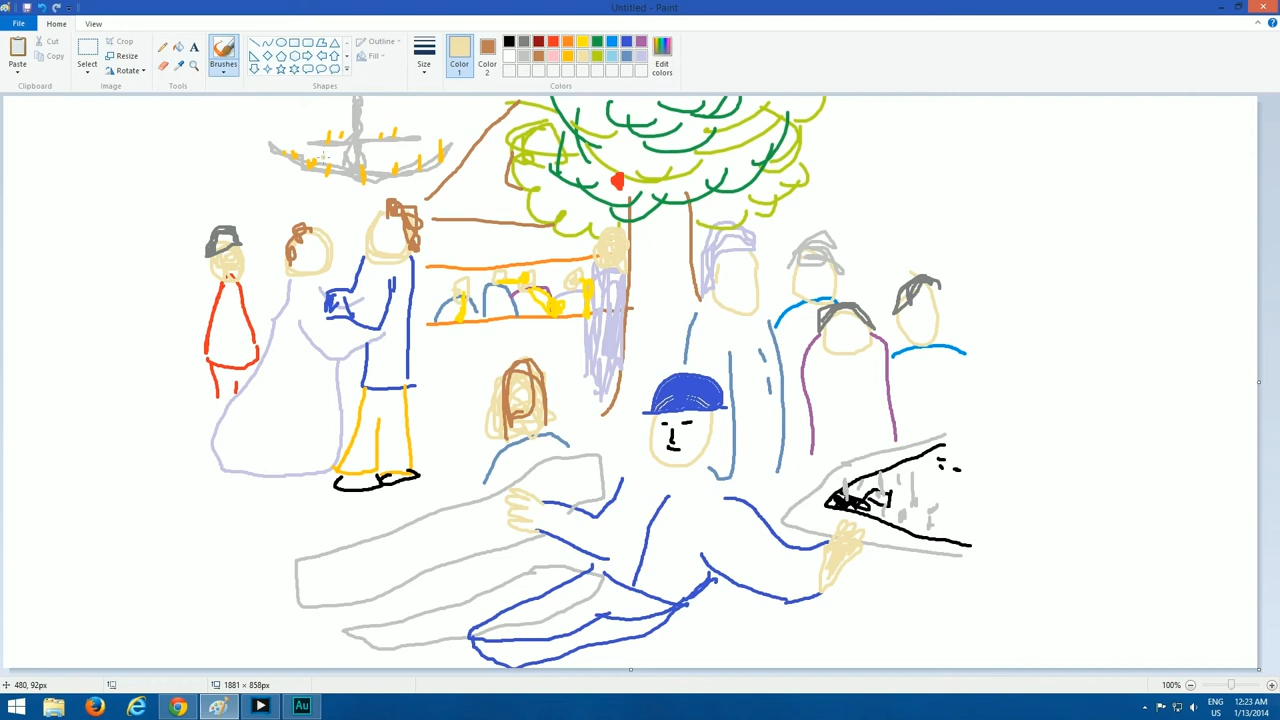 Untitled - Paint
File
Home
View
Paste
Cut
Copy
Clipboard
Select
Crop
Resize
Rotate
Image
A
Tools
Brushes
Outline
Fill
Shapes
Size
Color
1
Color
2
Edit
colors
Colors
480, 92px
1881 × 858px
100%
Au
ENG
US
12:23 AM
1/13/2014